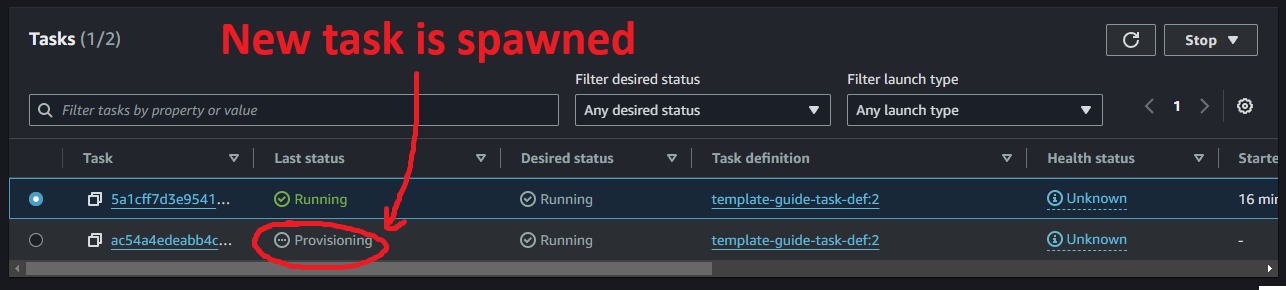 New task is spawned
Tasks (1/2)
Stop
Filter desired status
Filter launch type
Filter tasks by property or value
Any desired status
Any launch type
1
Task Last status Desired status Task definition Health status Starte
5a1cff7d3e9541... Running Running template-guide-task-def:2 Unknown 16 min
ac54a4edeabb4c... Provisioning Running template-guide-task-def:2 Unknown -